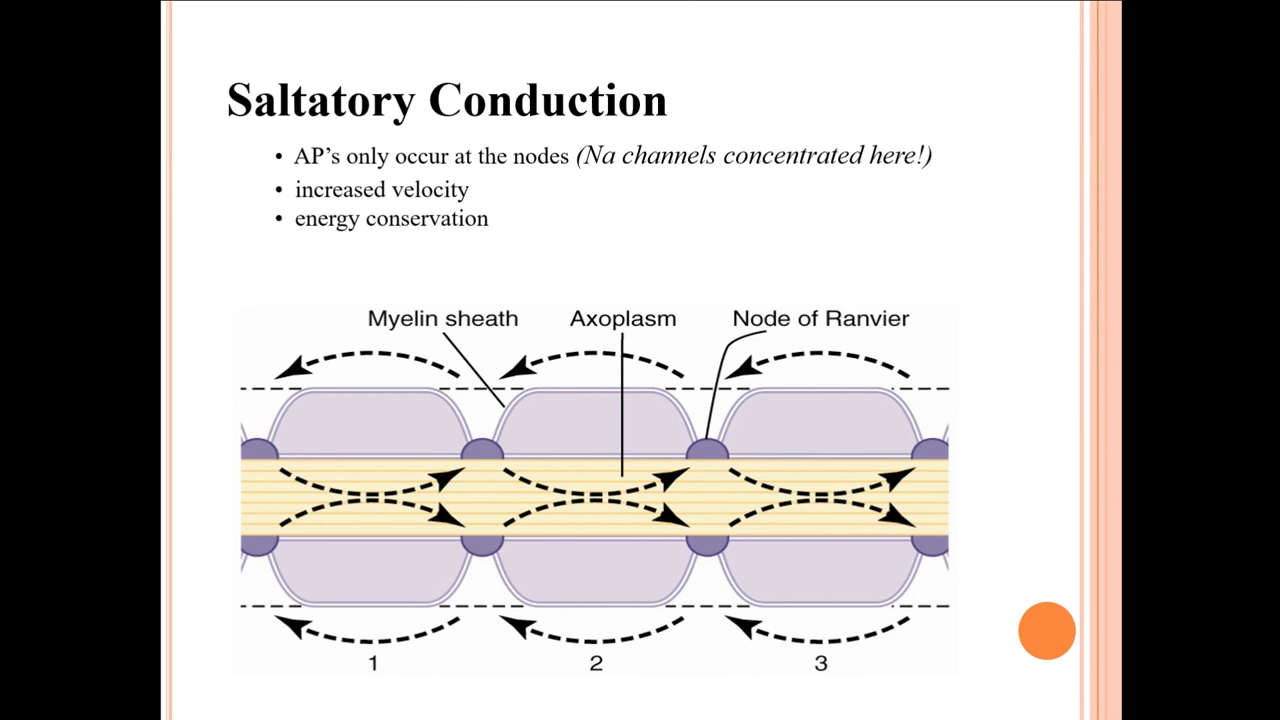 Saltatory Conduction
• AP's only occur at the nodes (Na channels concentrated here!)
• increased velocity
• energy conservation
Myelin sheath Axoplasm Node of Ranvier
1 2 3